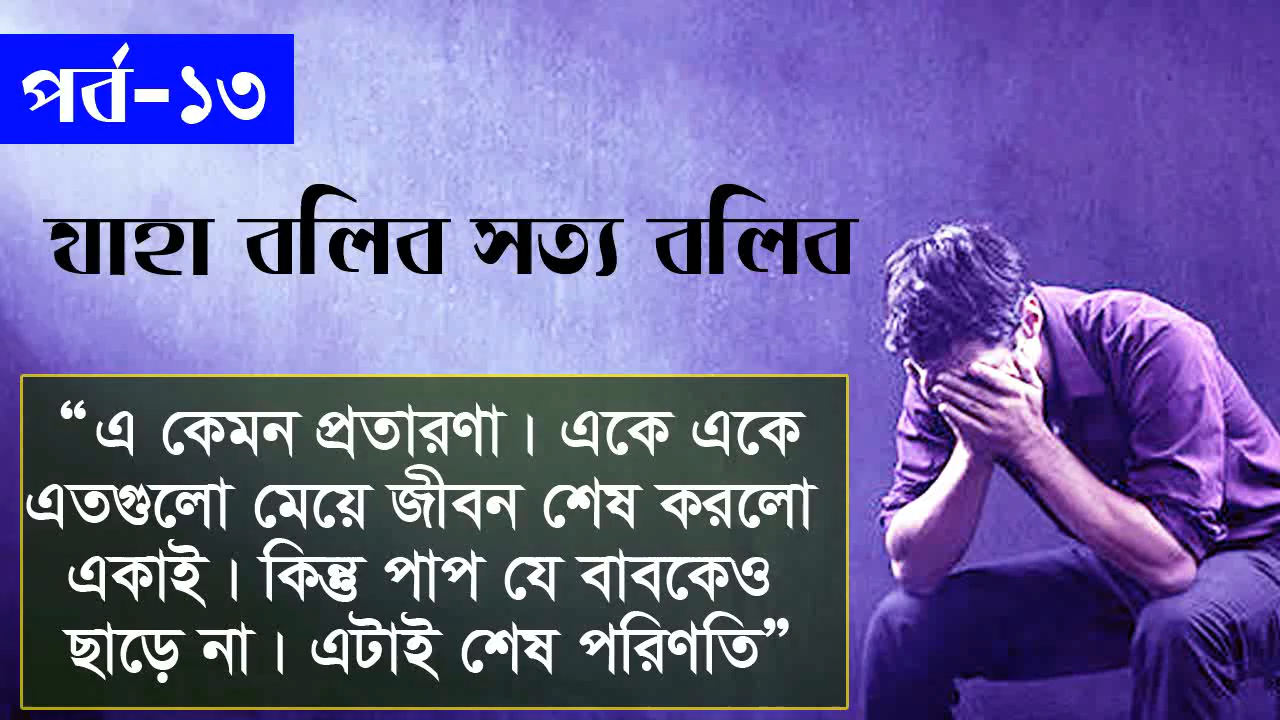 পর্ব-১৩
যাহা বলিব সত্য বলিব
“এ কেমন প্রতারণা। একে একে
এতগুলো মেয়ে জীবন শেষ করলো
একাই। কিন্তু পাপ যে বাবকেও
ছাড়ে না। এটাই শেষ পরিণতি”